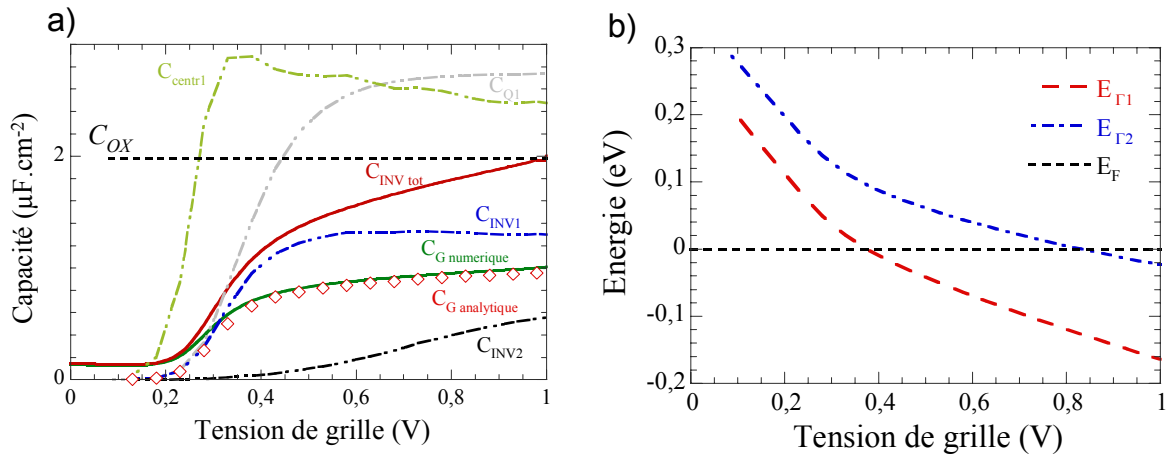 a)
C_centr1
C_Q1
C_OX
C_INV tot
C_INV1
C_G numerique
C_G analytique
C_INV2
2
0
0 0,2 0,4 0,6 0,8 1
Capacité (µF.cm⁻²)
Tension de grille (V)
b)
E_Γ1
E_Γ2
E_F
0,3
0,2
0,1
0
-0,1
-0,2
0 0,2 0,4 0,6 0,8 1
Energie (eV)
Tension de grille (V)